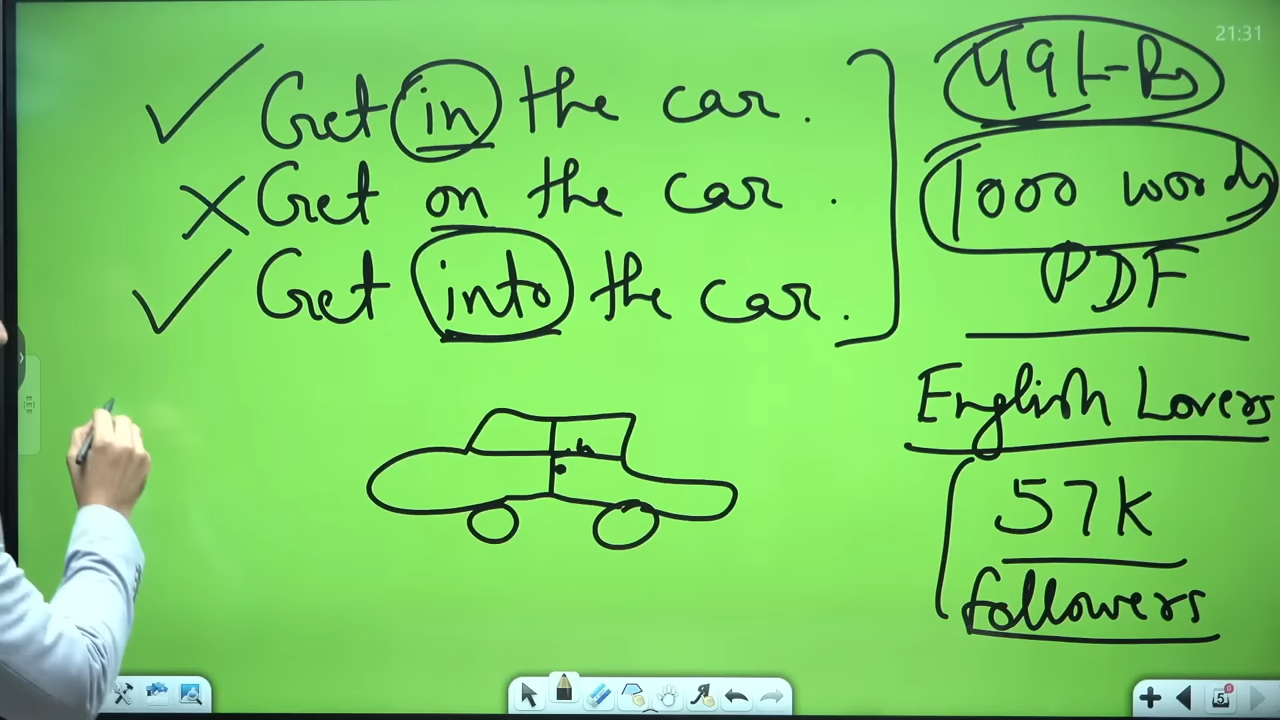 21:31
✓ Get in the car.
✗ Get on the car.
✓ Get into the car.
1000 words
PDF
English Lovers
57k
followers
5